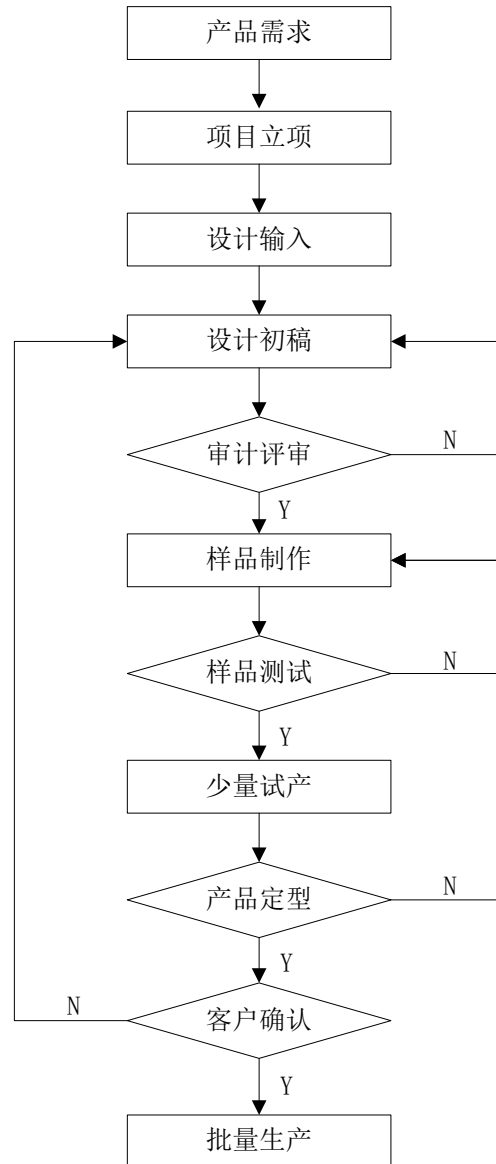 产品需求
项目立项
设计输入
设计初稿
审计评审
N
Y
样品制作
样品测试
N
Y
少量试产
产品定型
N
Y
客户确认
N
Y
批量生产